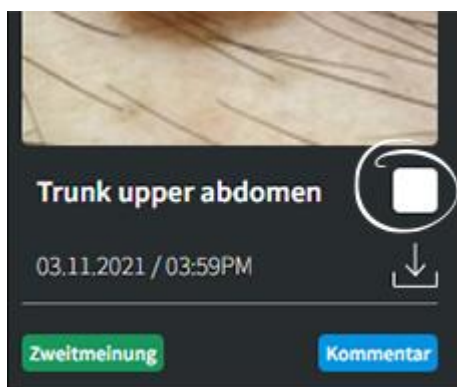 Trunk upper abdomen
03.11.2021 / 03:59PM
Zweitmeinung Kommentar